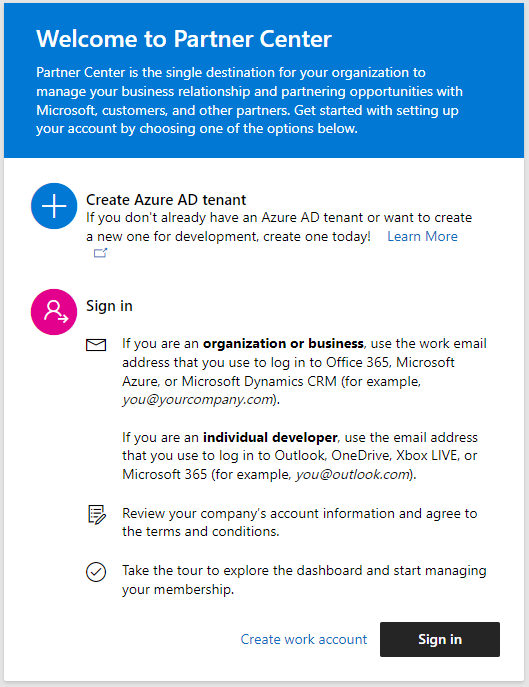 Welcome to Partner Center
Partner Center is the single destination for your organization to
manage your business relationship and partnering opportunities with
Microsoft, customers, and other partners. Get started with setting up
your account by choosing one of the options below.
Create Azure AD tenant
If you don't already have an Azure AD tenant or want to create
a new one for development, create one today! Learn More
Sign in
If you are an organization or business, use the work email
address that you use to log in to Office 365, Microsoft
Azure, or Microsoft Dynamics CRM (for example,
you@yourcompany.com).
If you are an individual developer, use the email address
that you use to log in to Outlook, OneDrive, Xbox LIVE, or
Microsoft 365 (for example, you@outlook.com).
Review your company's account information and agree to
the terms and conditions.
Take the tour to explore the dashboard and start managing
your membership.
Create work account Sign in